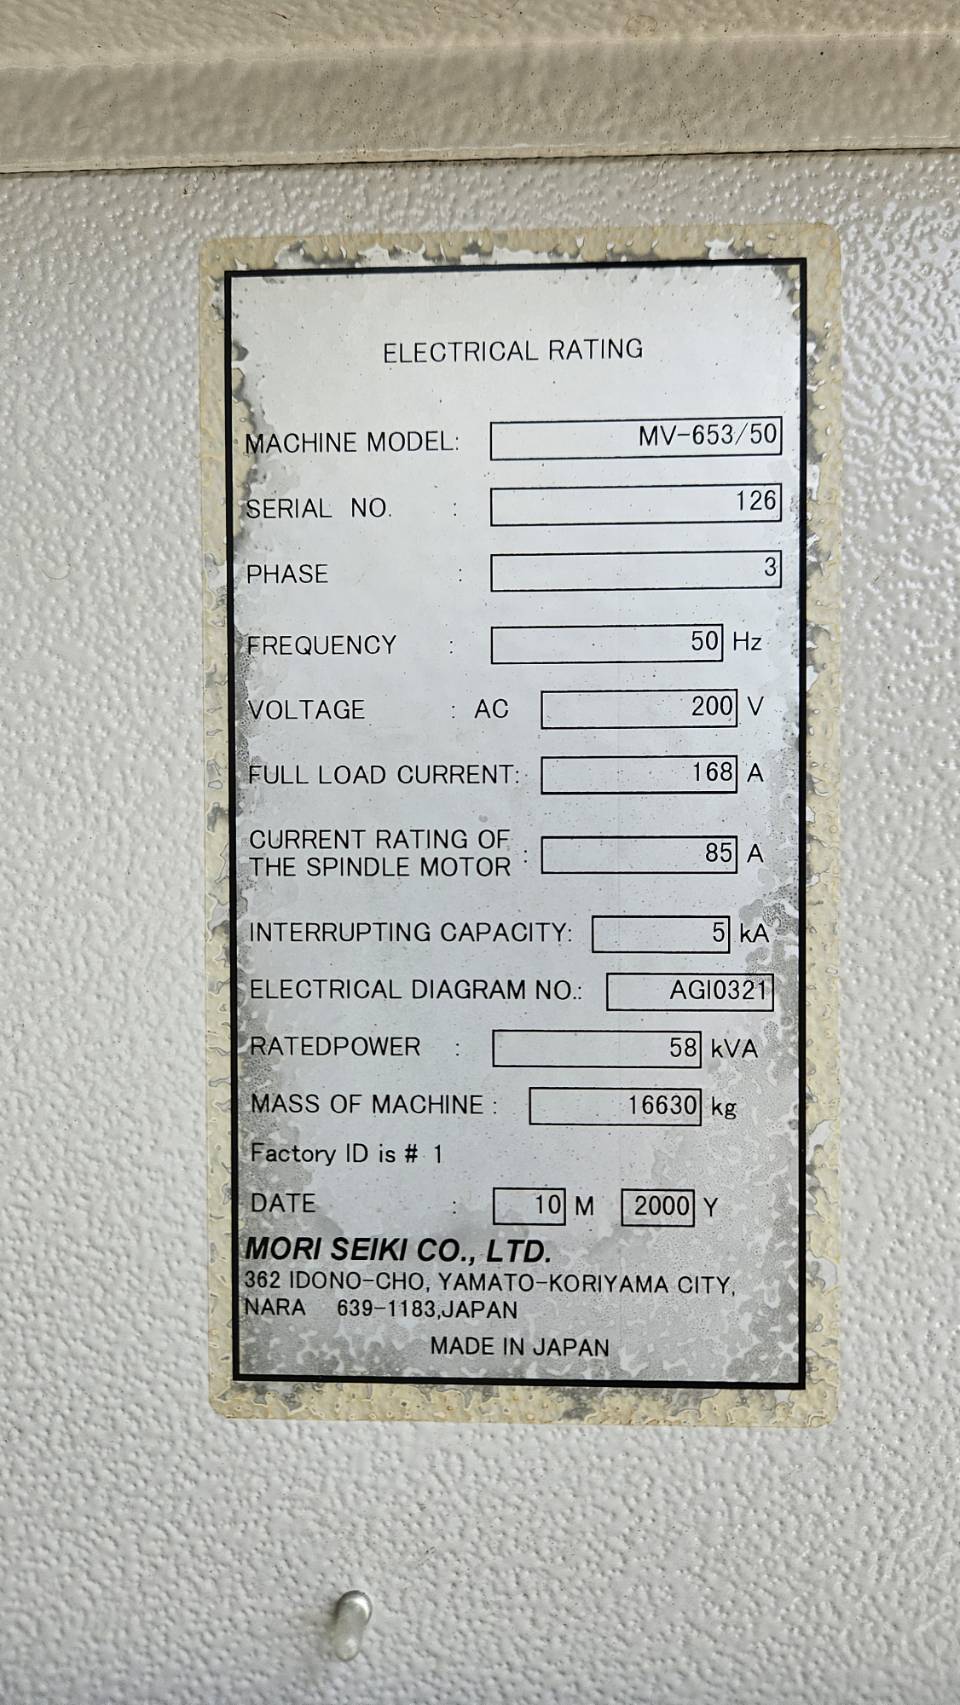 ELECTRICAL RATING
MACHINE MODEL: MV-653/50
SERIAL NO. : 126
PHASE : 3
FREQUENCY : 50 Hz
VOLTAGE : AC 200 V
FULL LOAD CURRENT: 168 A
CURRENT RATING OF
THE SPINDLE MOTOR : 85 A
INTERRUPTING CAPACITY: 5 kA
ELECTRICAL DIAGRAM NO.: AGI0321
RATEDPOWER : 58 kVA
MASS OF MACHINE : 16630 kg
Factory ID is # 1
DATE : 10 M 2000 Y
MORI SEIKI CO., LTD.
362 IDONO-CHO, YAMATO-KORIYAMA CITY,
NARA 639-1183,JAPAN
MADE IN JAPAN